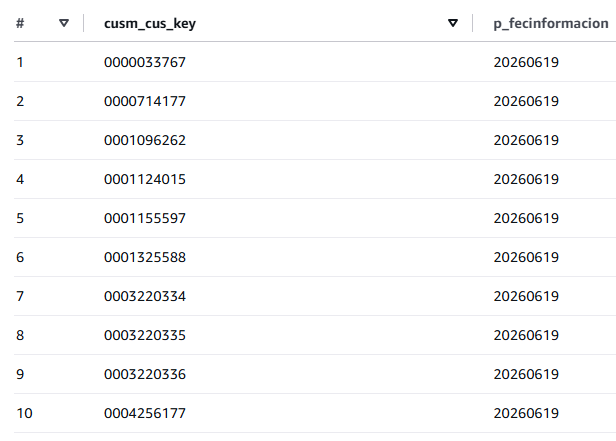 # cusm_cus_key p_fecinformacion
1 0000033767 20260619
2 0000714177 20260619
3 0001096262 20260619
4 0001124015 20260619
5 0001155597 20260619
6 0001325588 20260619
7 0003220334 20260619
8 0003220335 20260619
9 0003220336 20260619
10 0004256177 20260619